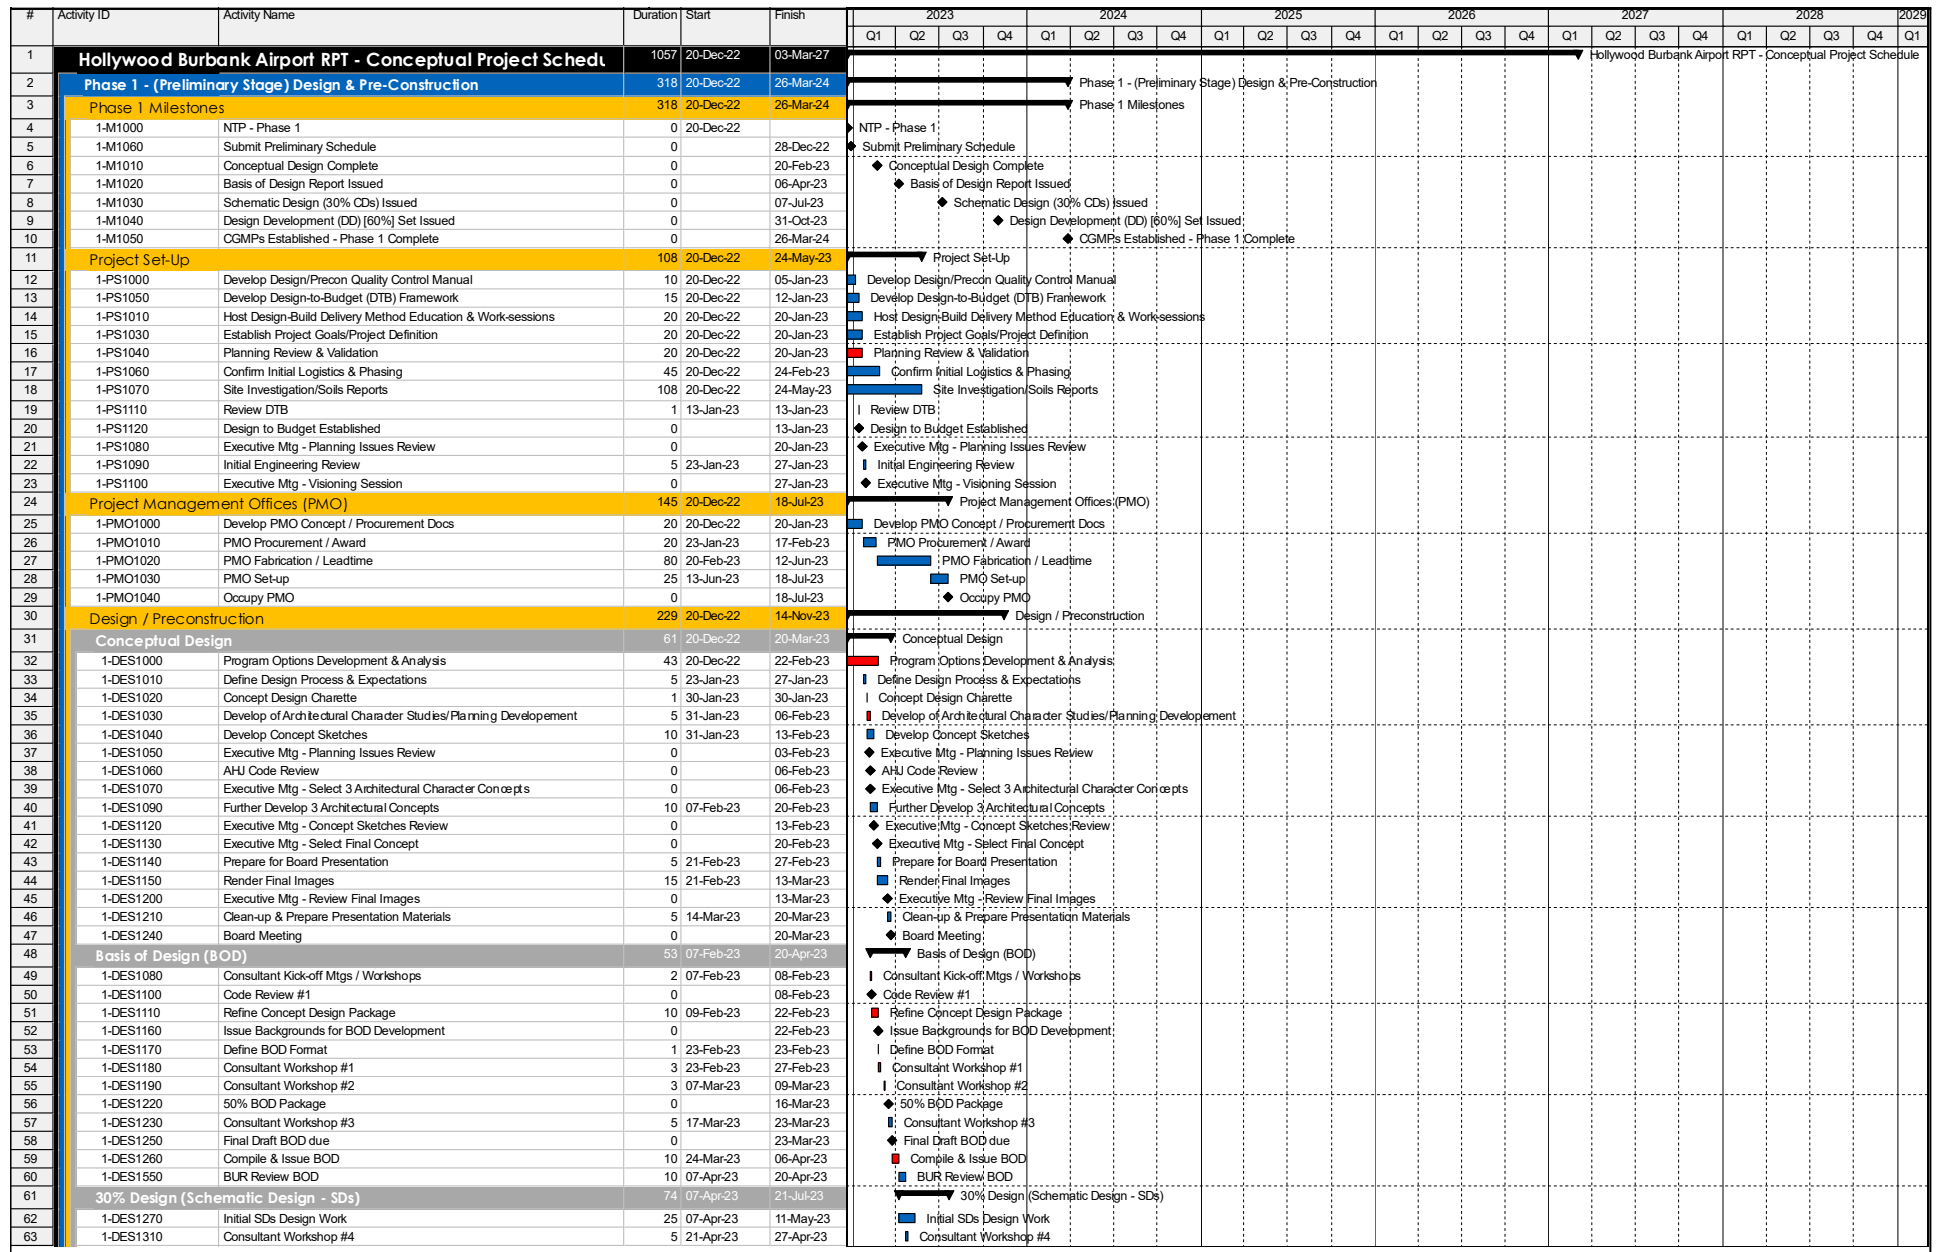 # Activity ID Activity Name Duration Start Finish 2023 2024 2025 2026 2027 2028 2029
Q1 Q2 Q3 Q4 Q1 Q2 Q3 Q4 Q1 Q2 Q3 Q4 Q1 Q2 Q3 Q4 Q1 Q2 Q3 Q4 Q1 Q2 Q3 Q4 Q1
1 Hollywood Burbank Airport RPT - Conceptual Project Schedu 1057 20-Dec-22 03-Mar-27 Hollywood Burbank Airport RPT - Conceptual Project Schedule
2 Phase 1 - (Preliminary Stage) Design & Pre-Construction 318 20-Dec-22 26-Mar-24 Phase 1 - (Preliminary Stage) Design & Pre-Construction
3 Phase 1 Milestones 318 20-Dec-22 26-Mar-24 Phase 1 Milestones
4 1-M1000 NTP - Phase 1 0 20-Dec-22 NTP - Phase 1
5 1-M1060 Submit Preliminary Schedule 0 28-Dec-22 Submit Preliminary Schedule
6 1-M1010 Conceptual Design Complete 0 20-Feb-23 Conceptual Design Complete
7 1-M1020 Basis of Design Report Issued 0 06-Apr-23 Basis of Design Report Issued
8 1-M1030 Schematic Design (30% CDs) Issued 0 07-Jul-23 Schematic Design (30% CDs) Issued
9 1-M1040 Design Development (DD) [60%] Set Issued 0 31-Oct-23 Design Development (DD) [60%] Set Issued
10 1-M1050 CGMPs Established - Phase 1 Complete 0 26-Mar-24 CGMPs Established - Phase 1 Complete
11 Project Set-Up 108 20-Dec-22 24-May-23 Project Set-Up
12 1-PS1000 Develop Design/Precon Quality Control Manual 10 20-Dec-22 05-Jan-23 Develop Design/Precon Quality Control Manual
13 1-PS1050 Develop Design-to-Budget (DTB) Framework 15 20-Dec-22 12-Jan-23 Develop Design-to-Budget (DTB) Framework
14 1-PS1010 Host Design-Build Delivery Method Education & Work-sessions 20 20-Dec-22 20-Jan-23 Host Design-Build Delivery Method Education & Work-sessions
15 1-PS1030 Establish Project Goals/Project Definition 20 20-Dec-22 20-Jan-23 Establish Project Goals/Project Definition
16 1-PS1040 Planning Review & Validation 20 20-Dec-22 20-Jan-23 Planning Review & Validation
17 1-PS1060 Confirm Initial Logistics & Phasing 45 20-Dec-22 24-Feb-23 Confirm Initial Logistics & Phasing
18 1-PS1070 Site Investigation/Soils Reports 108 20-Dec-22 24-May-23 Site Investigation/Soils Reports
19 1-PS1110 Review DTB 1 13-Jan-23 13-Jan-23 Review DTB
20 1-PS1120 Design to Budget Established 0 13-Jan-23 Design to Budget Established
21 1-PS1080 Executive Mtg - Planning Issues Review 0 20-Jan-23 Executive Mtg - Planning Issues Review
22 1-PS1090 Initial Engineering Review 5 23-Jan-23 27-Jan-23 Initial Engineering Review
23 1-PS1100 Executive Mtg - Visioning Session 0 27-Jan-23 Executive Mtg - Visioning Session
24 Project Management Offices (PMO) 145 20-Dec-22 18-Jul-23 Project Management Offices (PMO)
25 1-PMO1000 Develop PMO Concept / Procurement Docs 20 20-Dec-22 20-Jan-23 Develop PMO Concept / Procurement Docs
26 1-PMO1010 PMO Procurement / Award 20 23-Jan-23 17-Feb-23 PMO Procurement / Award
27 1-PMO1020 PMO Fabrication / Leadtime 80 20-Feb-23 12-Jun-23 PMO Fabrication / Leadtime
28 1-PMO1030 PMO Set-up 25 13-Jun-23 18-Jul-23 PMO Set-up
29 1-PMO1040 Occupy PMO 0 18-Jul-23 Occupy PMO
30 Design / Preconstruction 229 20-Dec-22 14-Nov-23 Design / Preconstruction
31 Conceptual Design 61 20-Dec-22 20-Mar-23 Conceptual Design
32 1-DES1000 Program Options Development & Analysis 43 20-Dec-22 22-Feb-23 Program Options Development & Analysis
33 1-DES1010 Define Design Process & Expectations 5 23-Jan-23 27-Jan-23 Define Design Process & Expectations
34 1-DES1020 Concept Design Charette 1 30-Jan-23 30-Jan-23 Concept Design Charette
35 1-DES1030 Develop of Architectural Character Studies/Planning Developement 5 31-Jan-23 06-Feb-23 Develop of Architectural Character Studies/Planning Developement
36 1-DES1040 Develop Concept Sketches 10 31-Jan-23 13-Feb-23 Develop Concept Sketches
37 1-DES1050 Executive Mtg - Planning Issues Review 0 03-Feb-23 Executive Mtg - Planning Issues Review
38 1-DES1060 AHJ Code Review 0 06-Feb-23 AHJ Code Review
39 1-DES1070 Executive Mtg - Select 3 Architectural Character Concepts 0 06-Feb-23 Executive Mtg - Select 3 Architectural Character Concepts
40 1-DES1090 Further Develop 3 Architectural Concepts 10 07-Feb-23 20-Feb-23 Further Develop 3 Architectural Concepts
41 1-DES1120 Executive Mtg - Concept Sketches Review 0 13-Feb-23 Executive Mtg - Concept Sketches Review
42 1-DES1130 Executive Mtg - Select Final Concept 0 20-Feb-23 Executive Mtg - Select Final Concept
43 1-DES1140 Prepare for Board Presentation 5 21-Feb-23 27-Feb-23 Prepare for Board Presentation
44 1-DES1150 Render Final Images 15 21-Feb-23 13-Mar-23 Render Final Images
45 1-DES1200 Executive Mtg - Review Final Images 0 13-Mar-23 Executive Mtg - Review Final Images
46 1-DES1210 Clean-up & Prepare Presentation Materials 5 14-Mar-23 20-Mar-23 Clean-up & Prepare Presentation Materials
47 1-DES1240 Board Meeting 0 20-Mar-23 Board Meeting
48 Basis of Design (BOD) 53 07-Feb-23 20-Apr-23 Basis of Design (BOD)
49 1-DES1080 Consultant Kick-off Mtgs / Workshops 2 07-Feb-23 08-Feb-23 Consultant Kick-off Mtgs / Workshops
50 1-DES1100 Code Review #1 0 08-Feb-23 Code Review #1
51 1-DES1110 Refine Concept Design Package 10 09-Feb-23 22-Feb-23 Refine Concept Design Package
52 1-DES1160 Issue Backgrounds for BOD Development 0 22-Feb-23 Issue Backgrounds for BOD Development
53 1-DES1170 Define BOD Format 1 23-Feb-23 23-Feb-23 Define BOD Format
54 1-DES1180 Consultant Workshop #1 3 23-Feb-23 27-Feb-23 Consultant Workshop #1
55 1-DES1190 Consultant Workshop #2 3 07-Mar-23 09-Mar-23 Consultant Workshop #2
56 1-DES1220 50% BOD Package 0 16-Mar-23 50% BOD Package
57 1-DES1230 Consultant Workshop #3 5 17-Mar-23 23-Mar-23 Consultant Workshop #3
58 1-DES1250 Final Draft BOD due 0 23-Mar-23 Final Draft BOD due
59 1-DES1260 Compile & Issue BOD 10 24-Mar-23 06-Apr-23 Compile & Issue BOD
60 1-DES1550 BUR Review BOD 10 07-Apr-23 20-Apr-23 BUR Review BOD
61 30% Design (Schematic Design - SDs) 74 07-Apr-23 21-Jul-23 30% Design (Schematic Design - SDs)
62 1-DES1270 Initial SDs Design Work 25 07-Apr-23 11-May-23 Initial SDs Design Work
63 1-DES1310 Consultant Workshop #4 5 21-Apr-23 27-Apr-23 Consultant Workshop #4